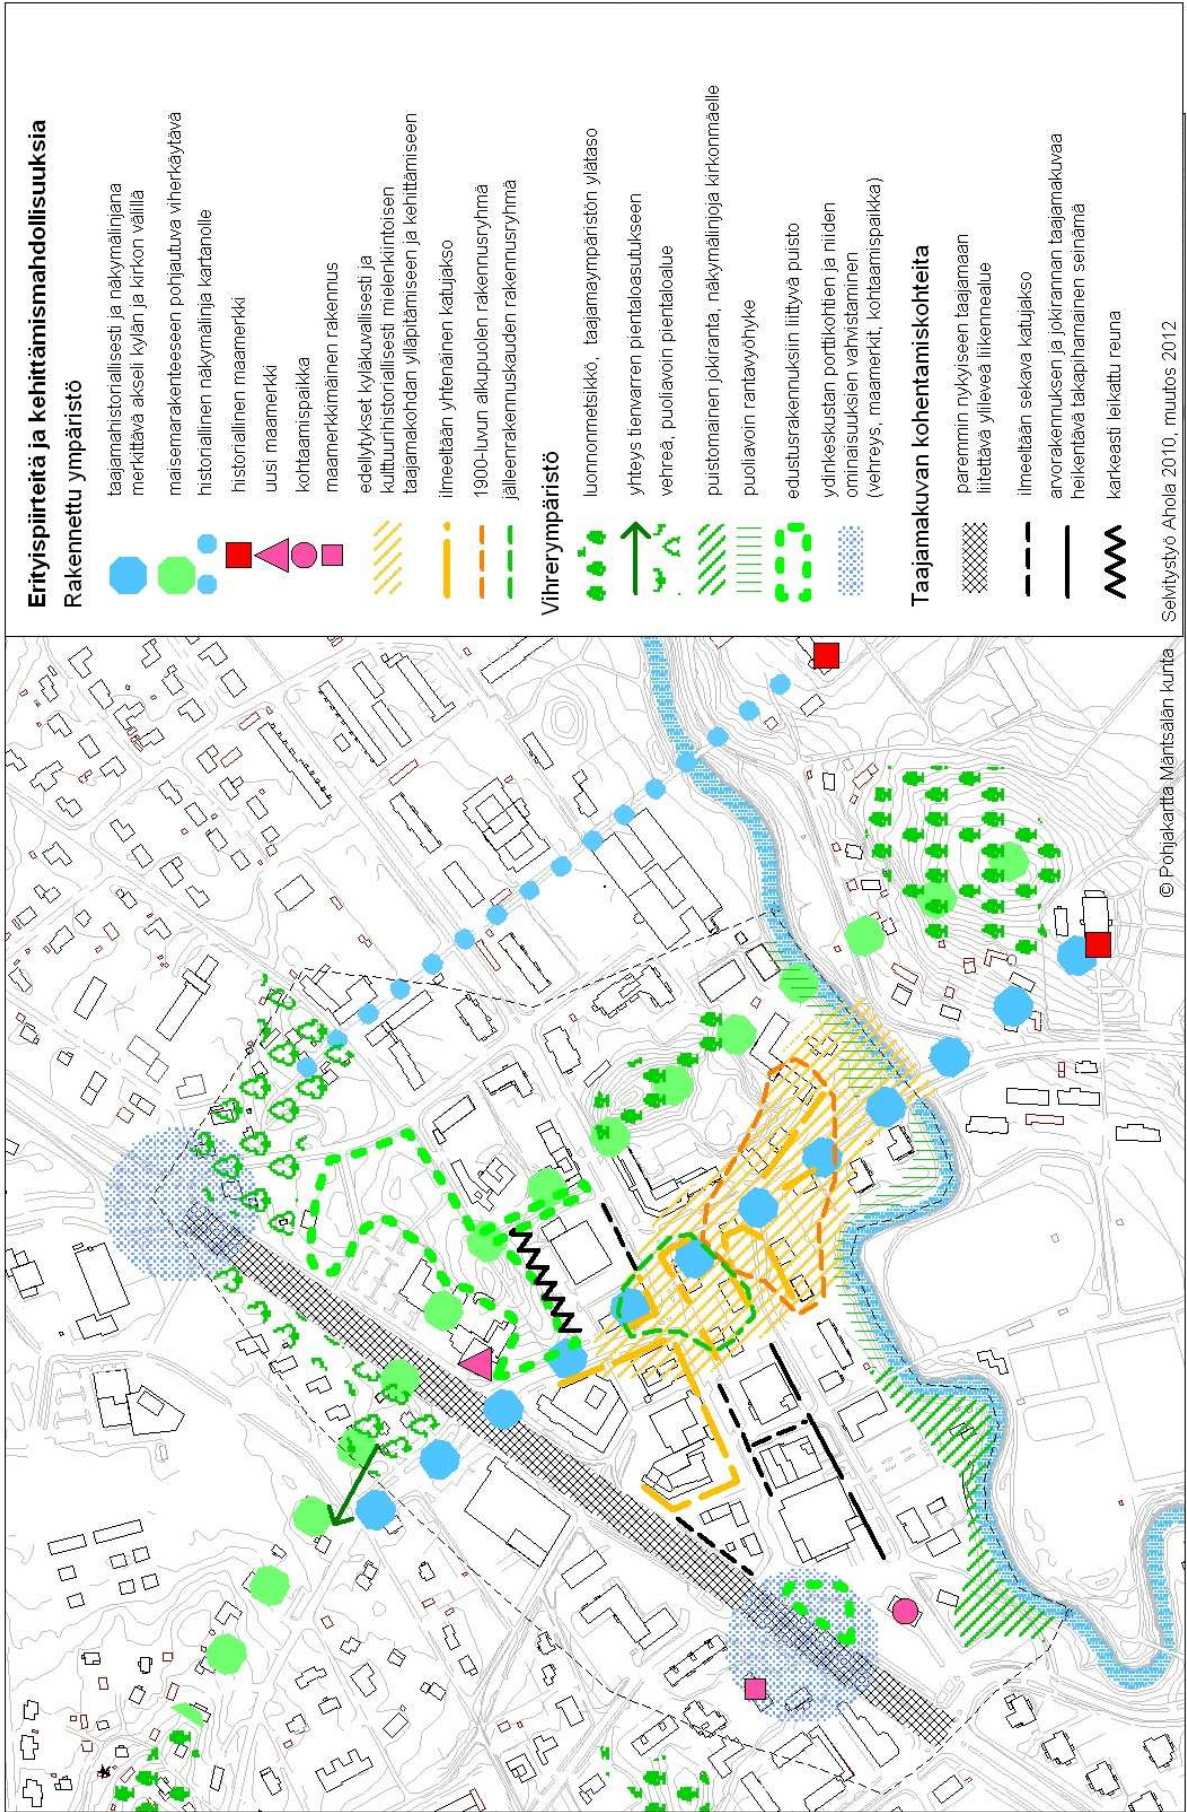 Erityispiirteitä ja kehittämismahdollisuuksia
Rakennettu ympäristö
taajamahistoriallisesti ja näkymälinjana
merkittävä akseli kylän ja kirkon välillä
maisemarakenteeseen pohjautuva viherkäytävä
historiallinen näkymälinja kartanolle
historiallinen maamerkki
uusi maamerkki
kohtaamispaikka
maamerkkimäinen rakennus
edellytykset kyläkuvallisesti ja
kulttuurihistoriallisesti mielenkiintoisen
taajamakohdan ylläpitämiseen ja kehittämiseen
ilmeeltään yhtenäinen katujakso
1900-luvun alkupuolen rakennusryhmä
jälleenrakennuskauden rakennusryhmä
Vihrerympäristö
luonnonmetsikkö, taajamaympäristön ylätaso
yhteys tienvarren pientaloasutukseen
vehreä, puoliavoin pientaloalue
puistomainen jokiranta, näkymälinjoja kirkonmäelle
puoliavoin rantavyöhyke
edustusrakennuksiin liittyvä puisto
ydinkeskustan porttikohtien ja niiden
ominaisuuksien vahvistaminen
(vehreys, maamerkit, kohtaamispaikka)
Taajamakuvan kohentamiskohteita
paremmin nykyiseen taajamaan
liitettävä ylileveä liikennealue
ilmeeltään sekava katujakso
arvorakennuksen ja jokirannan taajamakuvaa
heikentävä takapihamainen seinämä
karkeasti leikattu reuna
Selvitystyö Ahola 2010, muutos 2012
© Pohjakartta Mäntsälän kunta